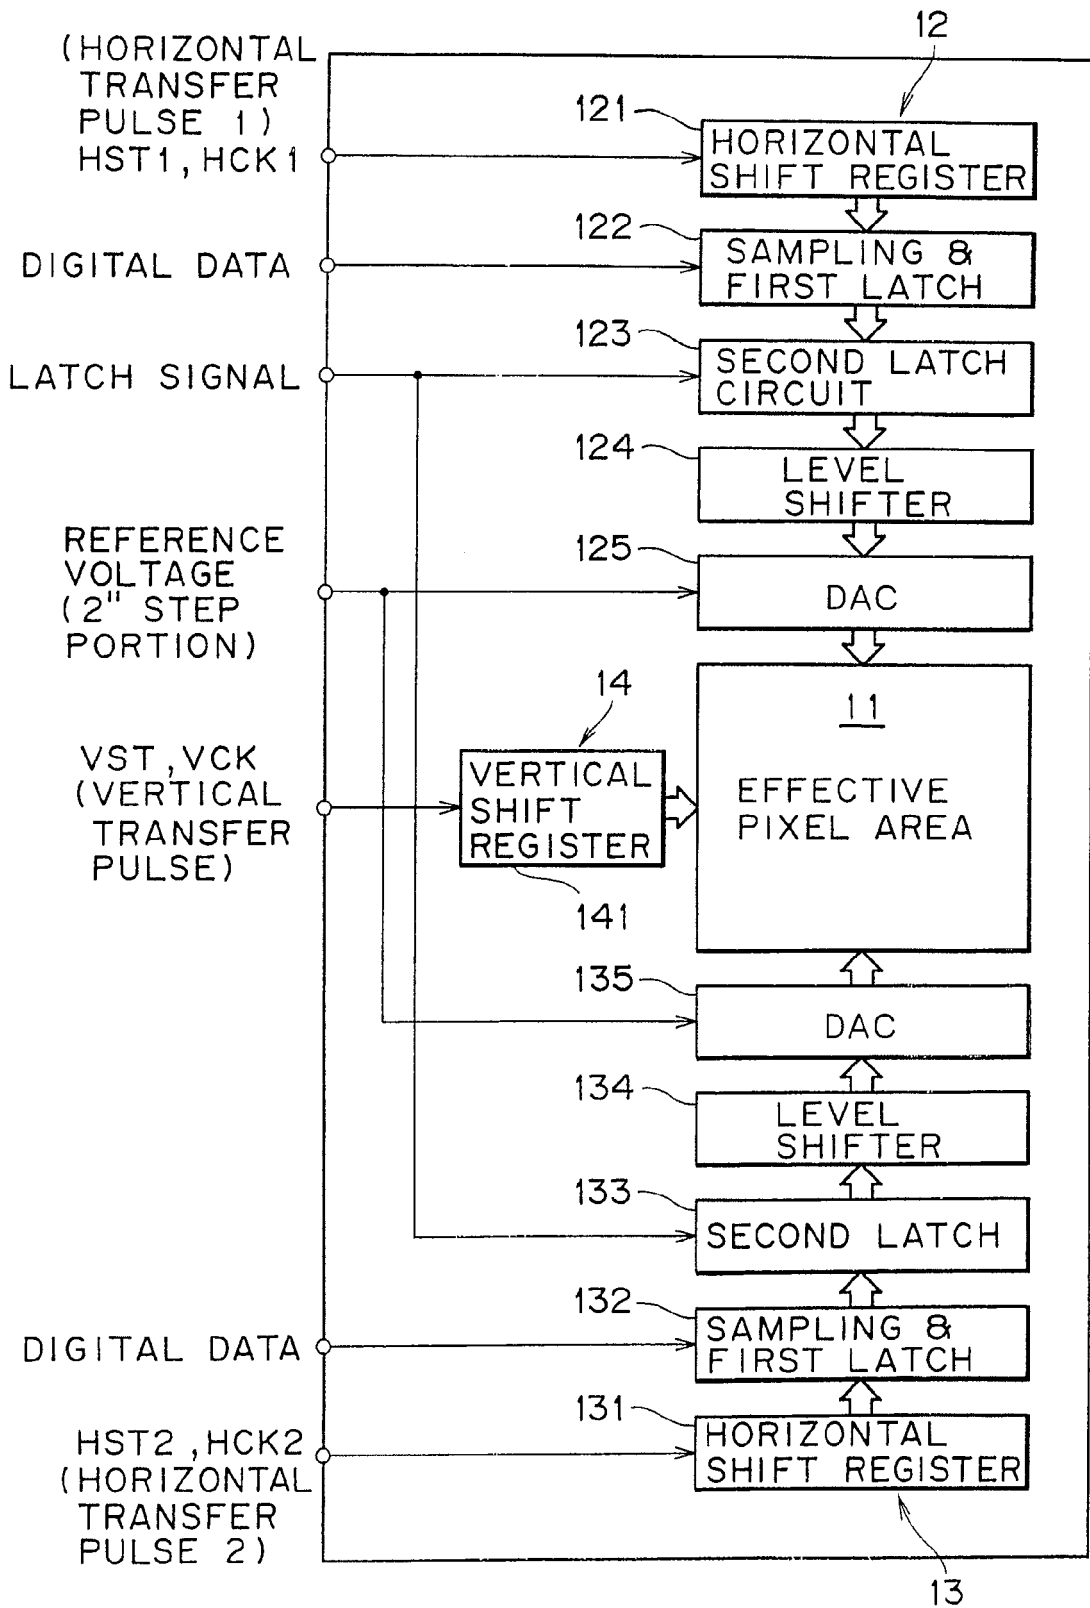 12
(HORIZONTAL
TRANSFER
PULSE 1)
HST1, HCK1
121
HORIZONTAL
SHIFT REGISTER
DIGITAL DATA
122
SAMPLING &
FIRST LATCH
LATCH SIGNAL
123
SECOND LATCH
CIRCUIT
124
LEVEL
SHIFTER
REFERENCE
VOLTAGE
(2" STEP
PORTION)
125
DAC
11
EFFECTIVE
PIXEL AREA
14
VST, VCK
(VERTICAL
TRANSFER
PULSE)
VERTICAL
SHIFT
REGISTER
141
135
DAC
134
LEVEL
SHIFTER
133
SECOND LATCH
132
DIGITAL DATA
SAMPLING &
FIRST LATCH
131
HST2, HCK2
(HORIZONTAL
TRANSFER
PULSE 2)
HORIZONTAL
SHIFT REGISTER
13